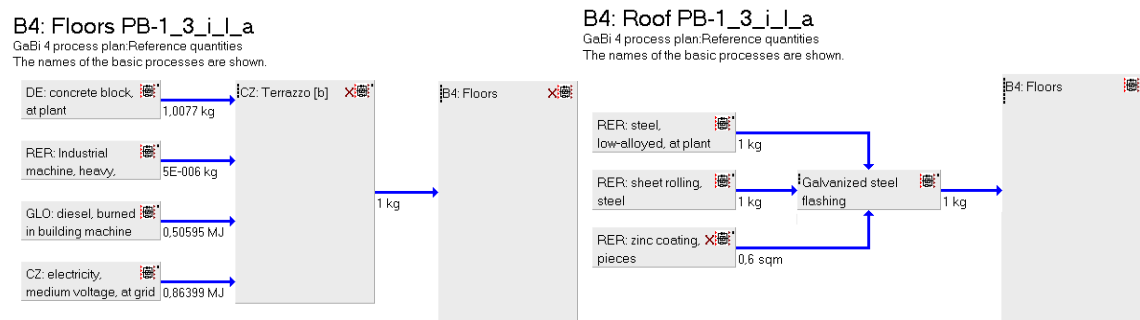 B4: Floors PB-1_3_i_l_a
GaBi 4 process plan:Reference quantities
The names of the basic processes are shown.
DE: concrete block,
at plant
1,0077 kg
RER: Industrial
machine, heavy,
5E-006 kg
GLO: diesel, burned
in building machine
0,50595 MJ
CZ: electricity,
medium voltage, at grid
0,86399 MJ
CZ: Terrazzo [b]
1 kg
B4: Floors
B4: Roof PB-1_3_i_l_a
GaBi 4 process plan:Reference quantities
The names of the basic processes are shown.
RER: steel,
low-alloyed, at plant
1 kg
RER: sheet rolling,
steel
1 kg
RER: zinc coating,
pieces
0,6 sqm
Galvanized steel
flashing
1 kg
B4: Floors